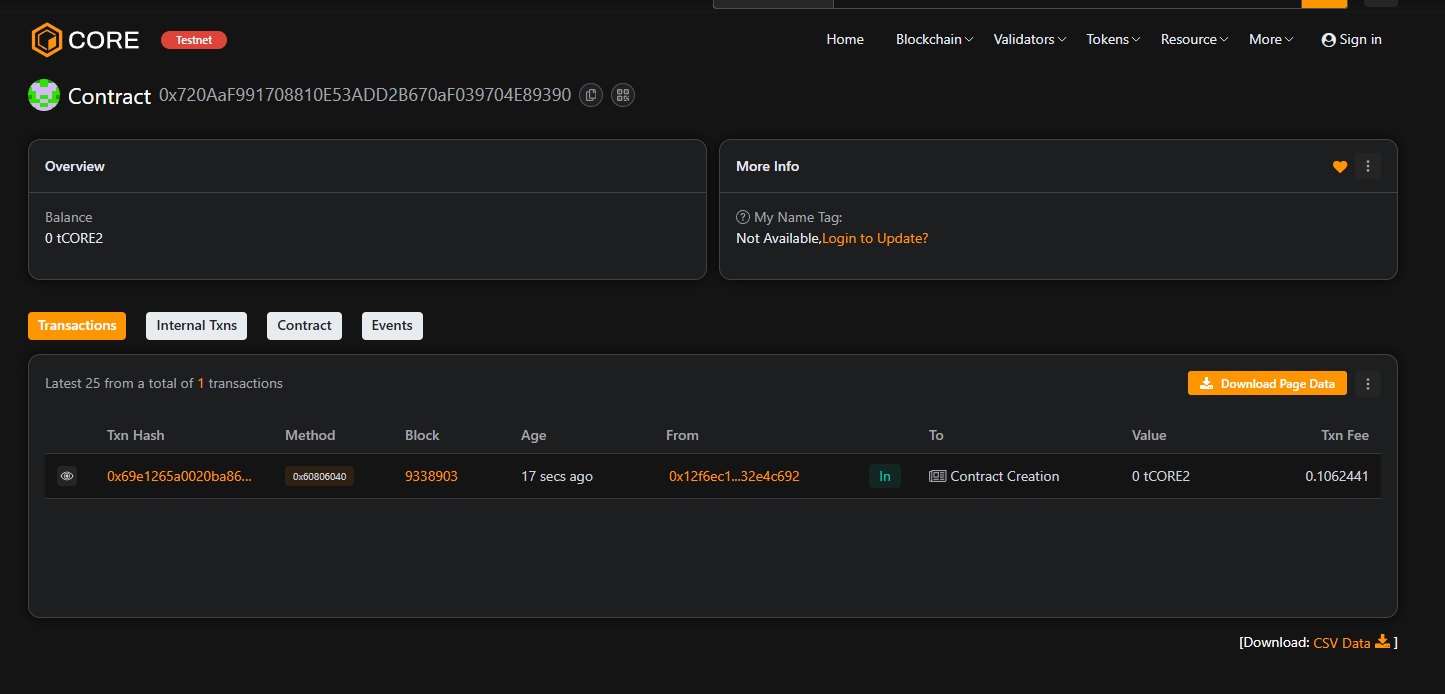 CORE Testnet Home Blockchain Validators Tokens Resource More Sign in
Contract 0x720AaF991708810E53ADD2B670aF039704E89390
Overview
Balance
0 tCORE2
More Info
My Name Tag:
Not Available,Login to Update?
Transactions Internal Txns Contract Events
Latest 25 from a total of 1 transactions
Download Page Data
Txn Hash Method Block Age From To Value Txn Fee
0x69e1265a0020ba86... 0x60806040 9338903 17 secs ago 0x12f6ec1...32e4c692 In Contract Creation 0 tCORE2 0.1062441
[Download: CSV Data ]